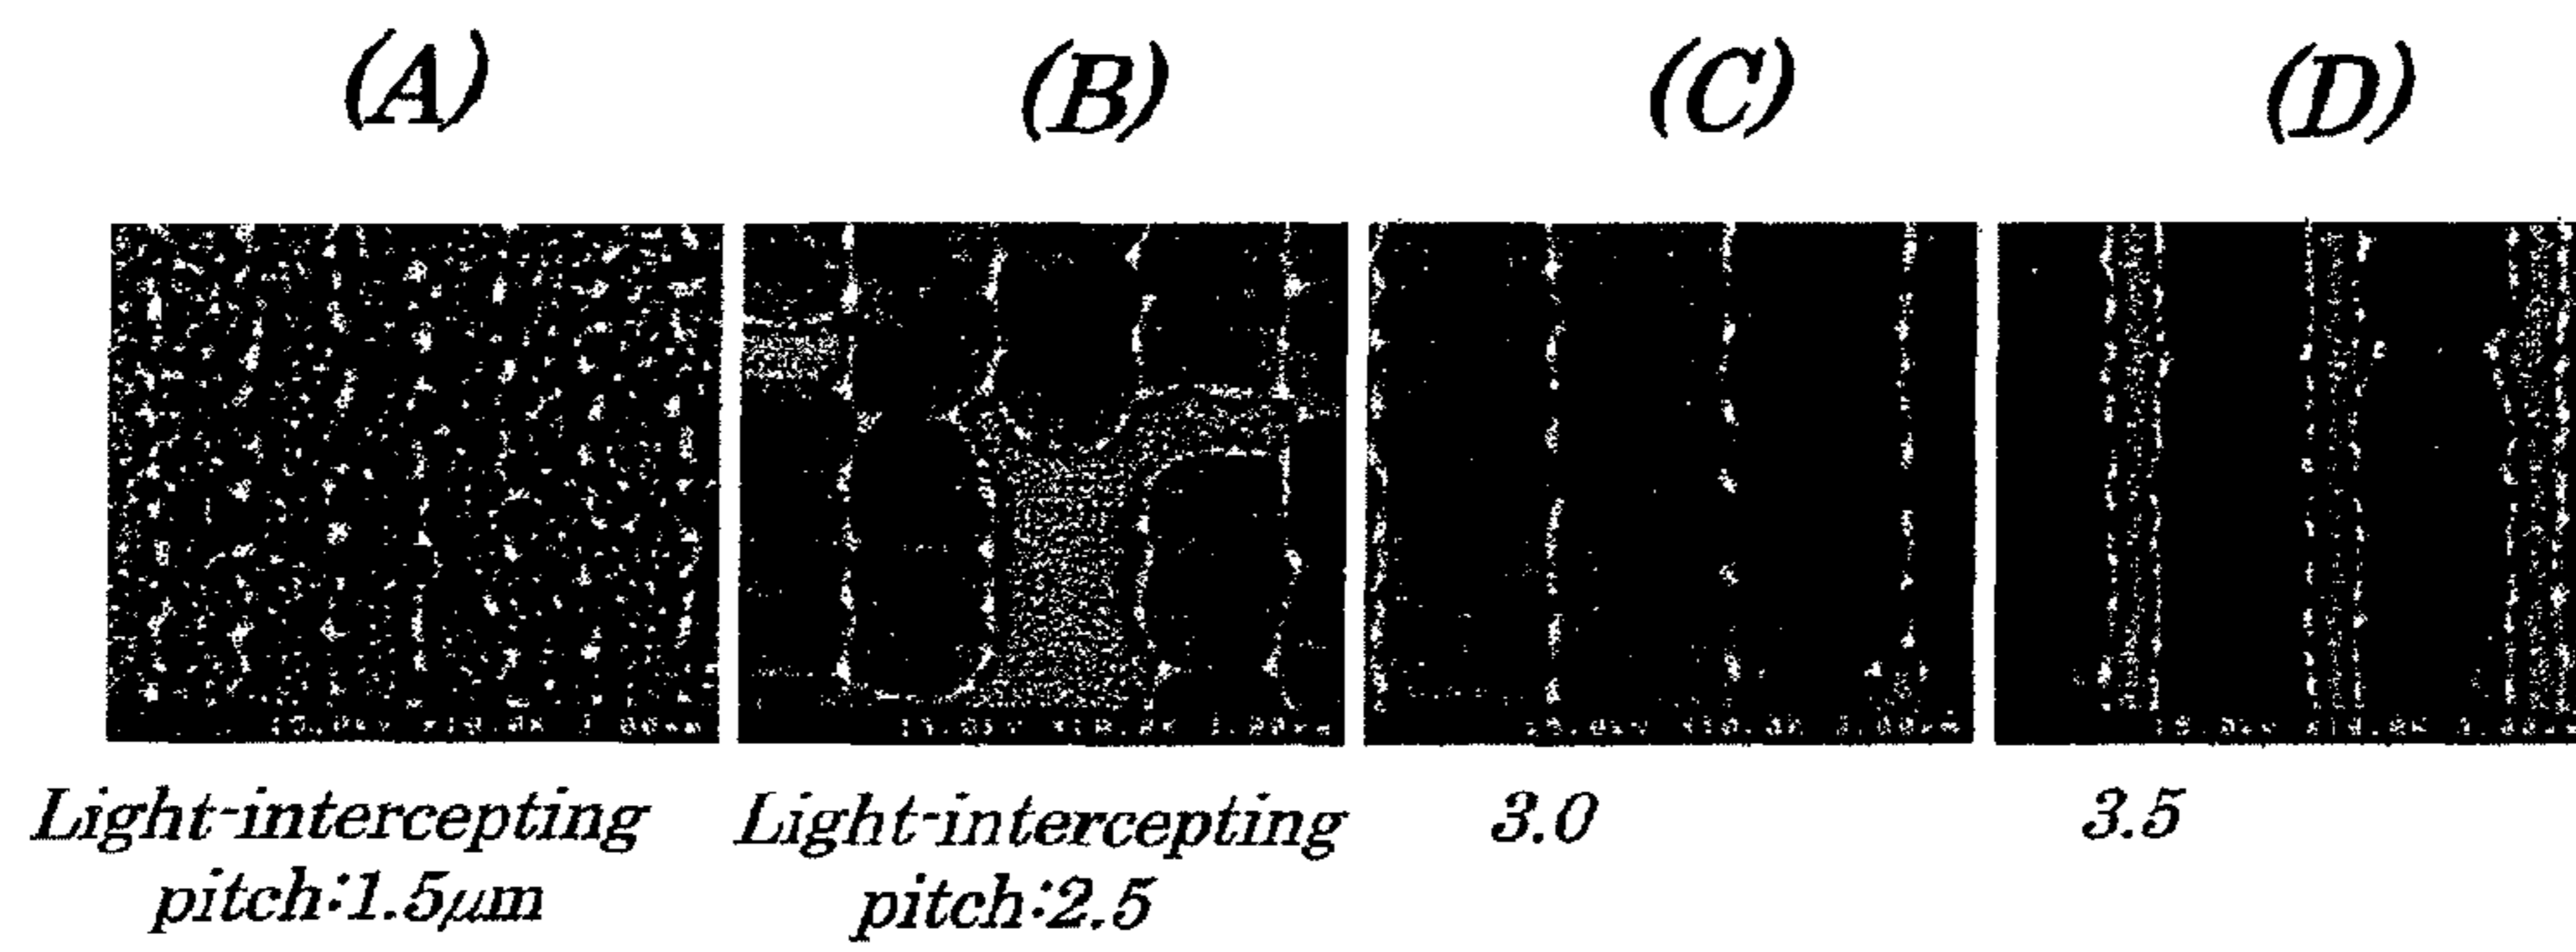 (A)
(B)
(C)
(D)
Light-intercepting
pitch:1.5μm
Light-intercepting
pitch:2.5
3.0
3.5